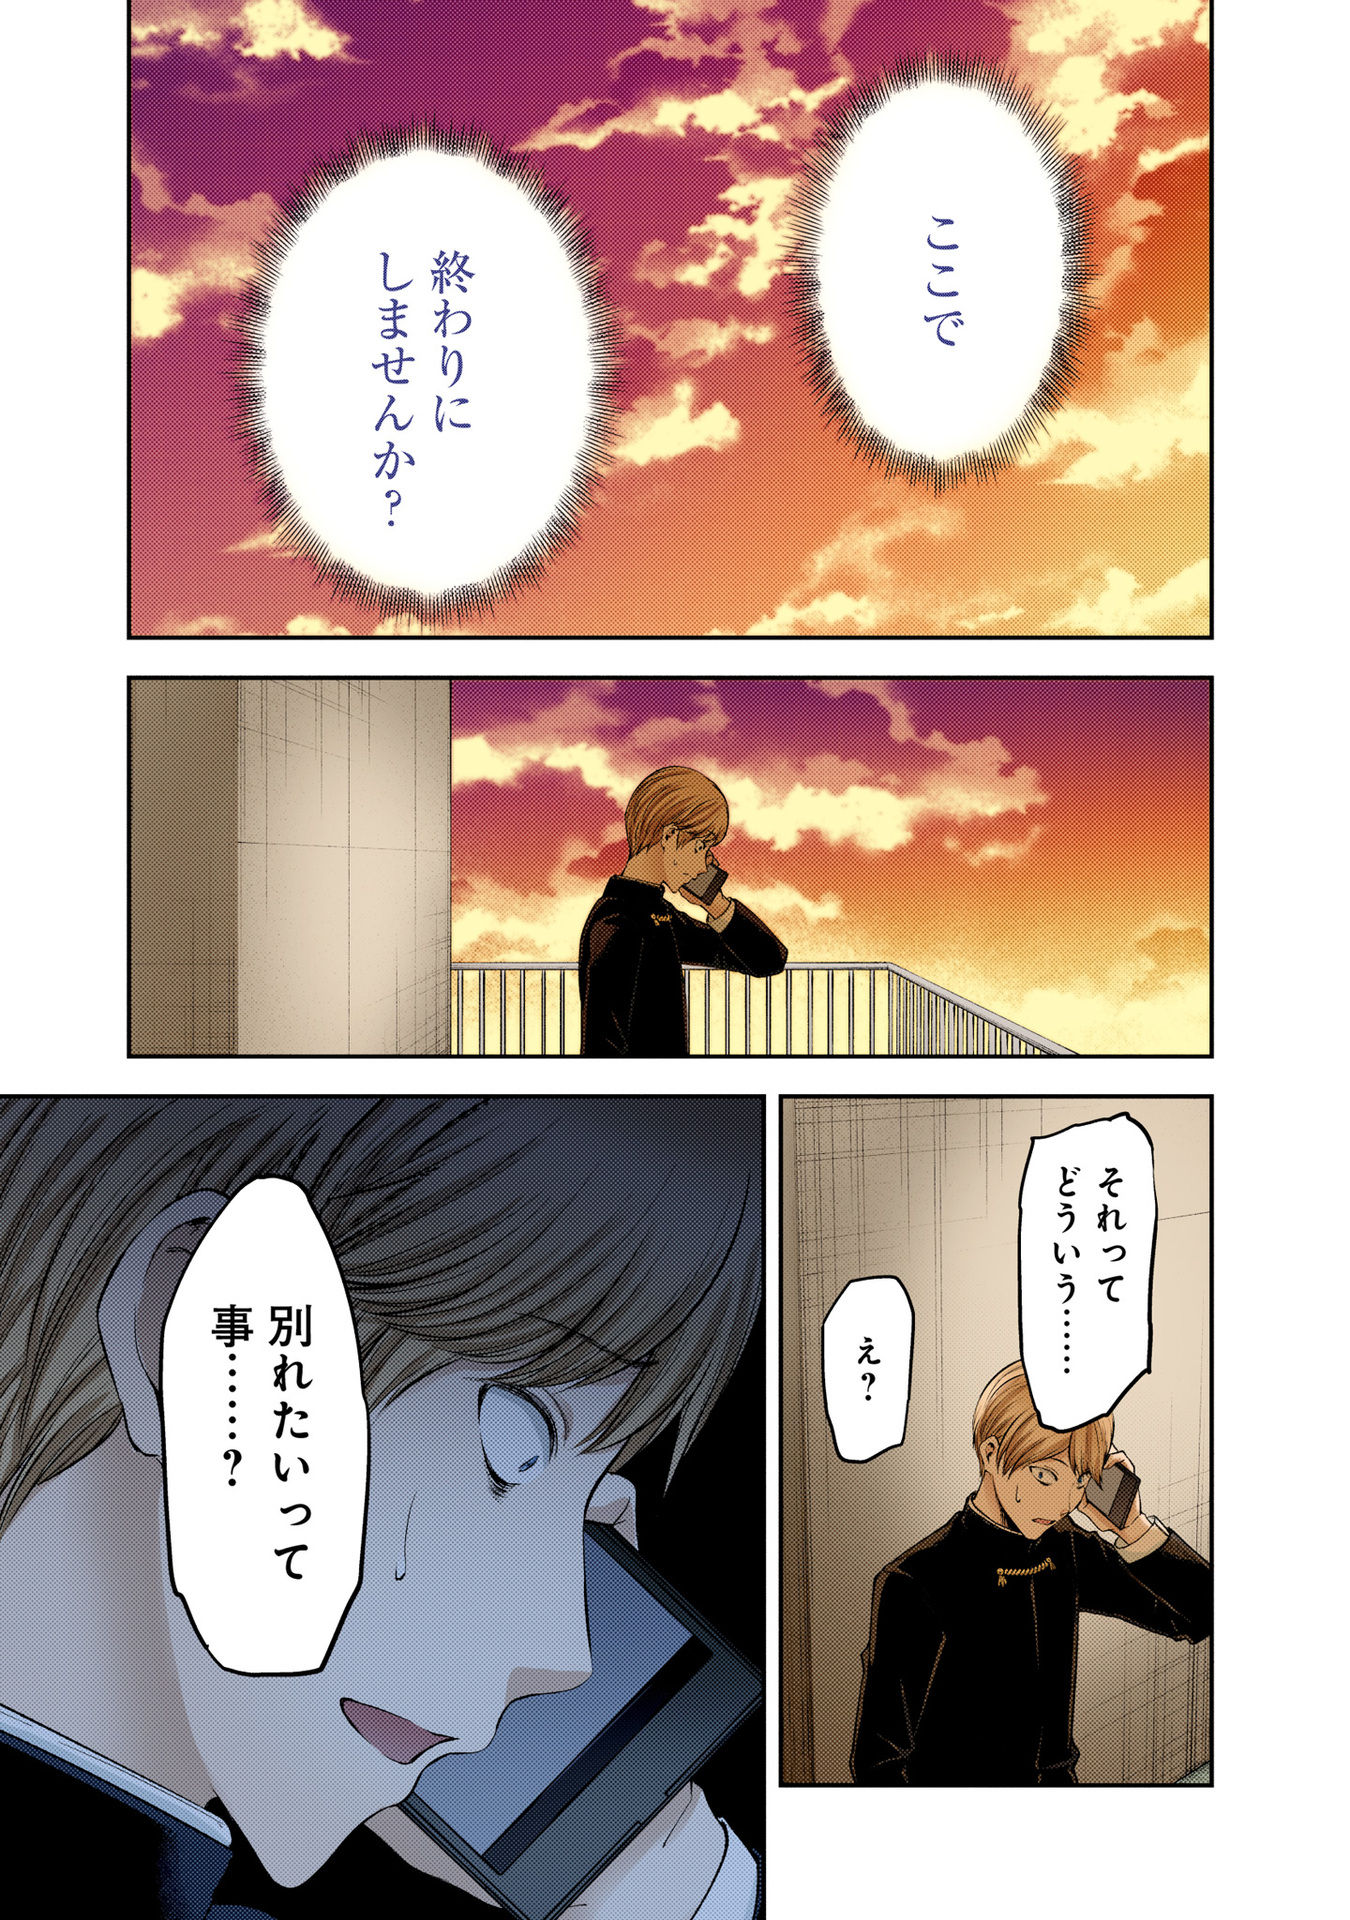 ここで
終わりに
しませんか？
それって
どういう……
え？
別れたいって
事……？